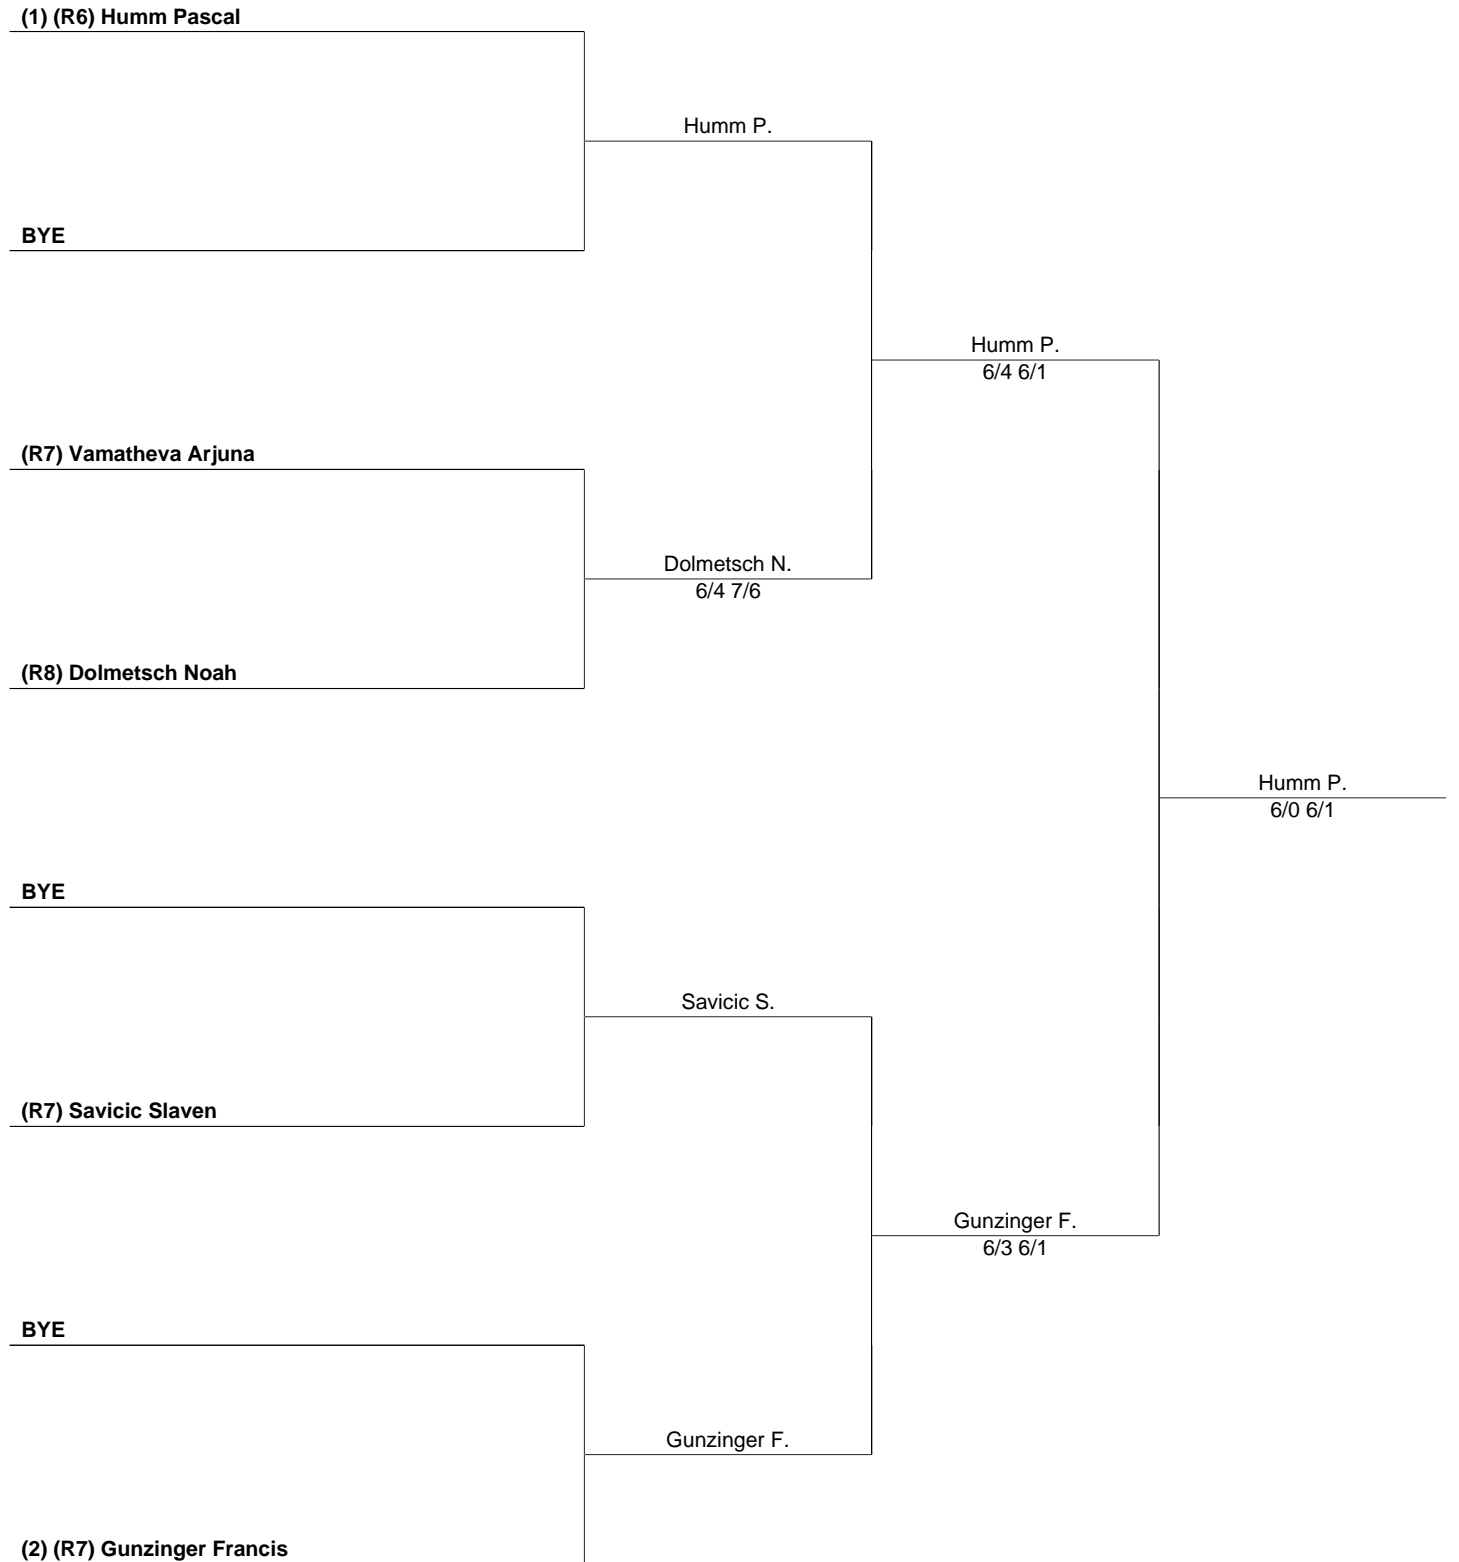 (1) (R6) Humm Pascal
Humm P.
BYE
Humm P.
6/4 6/1
(R7) Vamatheva Arjuna
Dolmetsch N.
6/4 7/6
(R8) Dolmetsch Noah
Humm P.
6/0 6/1
BYE
Savicic S.
(R7) Savicic Slaven
Gunzinger F.
6/3 6/1
BYE
Gunzinger F.
(2) (R7) Gunzinger Francis